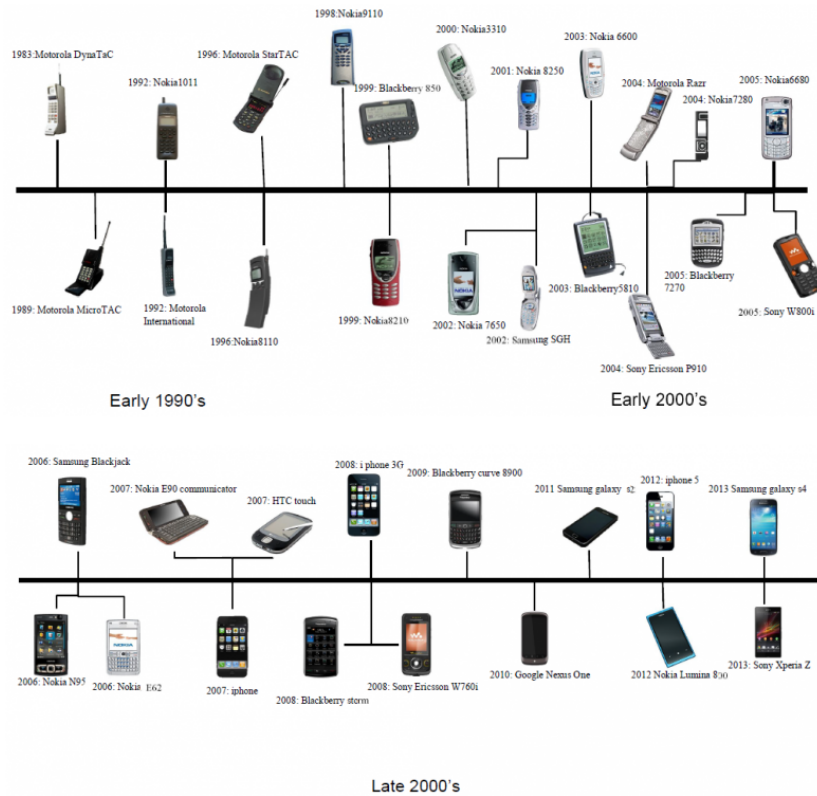 1998:Nokia9110
1983:Motorola DynaTaC
1992: Nokia1011
1996: Motorola StarTAC
1999: Blackberry 850
2000: Nokia3310
2001: Nokia 8250
2003: Nokia 6600
2004: Motorola Razr
2004: Nokia7280
2005: Nokia6680
1989: Motorola MicroTAC
1992: Motorola
International
1996:Nokia8110
1999: Nokia8210
2002: Nokia 7650
2002: Samsung SGH
2003: Blackberry5810
2004: Sony Ericsson P910
2005: Blackberry
7270
2005: Sony W800i
Early 1990's
Early 2000's
2006: Samsung Blackjack
2007: Nokia E90 communicator
2007: HTC touch
2008: i phone 3G
2009: Blackberry curve 8900
2011 Samsung galaxy s2
2012: iphone 5
2013 Samsung galaxy s4
2006: Nokia N95
2006: Nokia E62
2007: iphone
2008: Blackberry storm
2008: Sony Ericsson W760i
2010: Google Nexus One
2012 Nokia Lumina 800
2013: Sony Xperia Z
Late 2000's